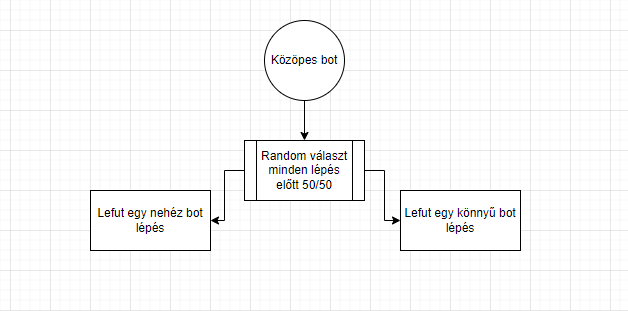 Közöpes bot
Random választ
minden lépés
előtt 50/50
Lefut egy nehéz bot
lépés
Lefut egy könnyű bot
lépés